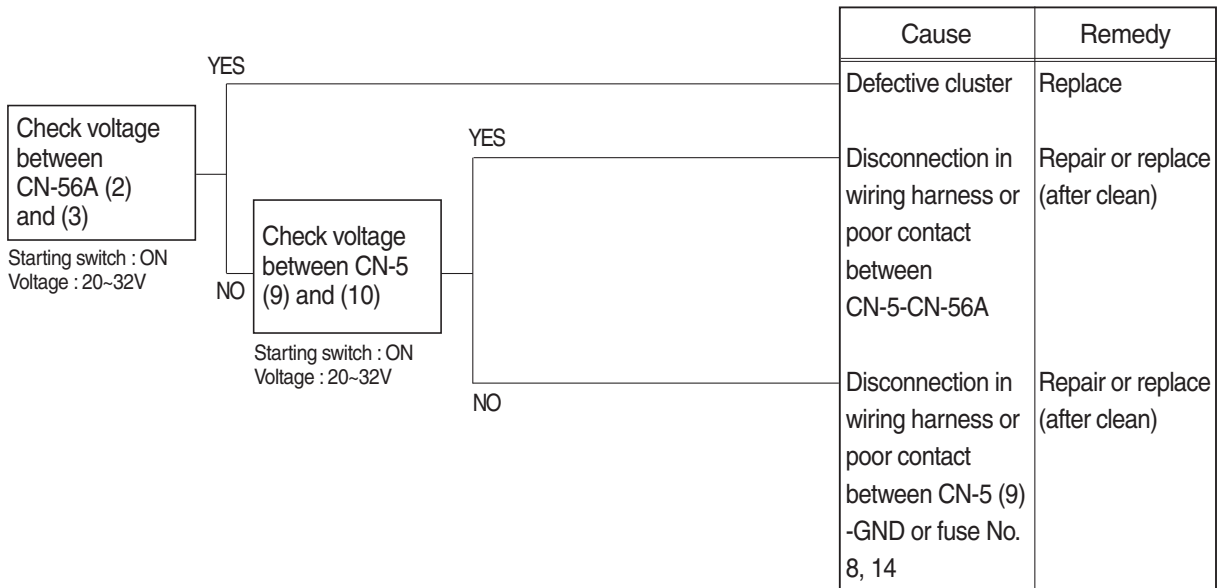 Cause
Remedy
YES
Defective cluster
Replace
Check voltage
between
CN-56A (2)
and (3)
Starting switch : ON
Voltage : 20~32V
YES
Disconnection in
wiring harness or
poor contact
between
CN-5-CN-56A
Repair or replace
(after clean)
NO
Check voltage
between CN-5
(9) and (10)
Starting switch : ON
Voltage : 20~32V
NO
Disconnection in
wiring harness or
poor contact
between CN-5 (9)
-GND or fuse No.
8, 14
Repair or replace
(after clean)